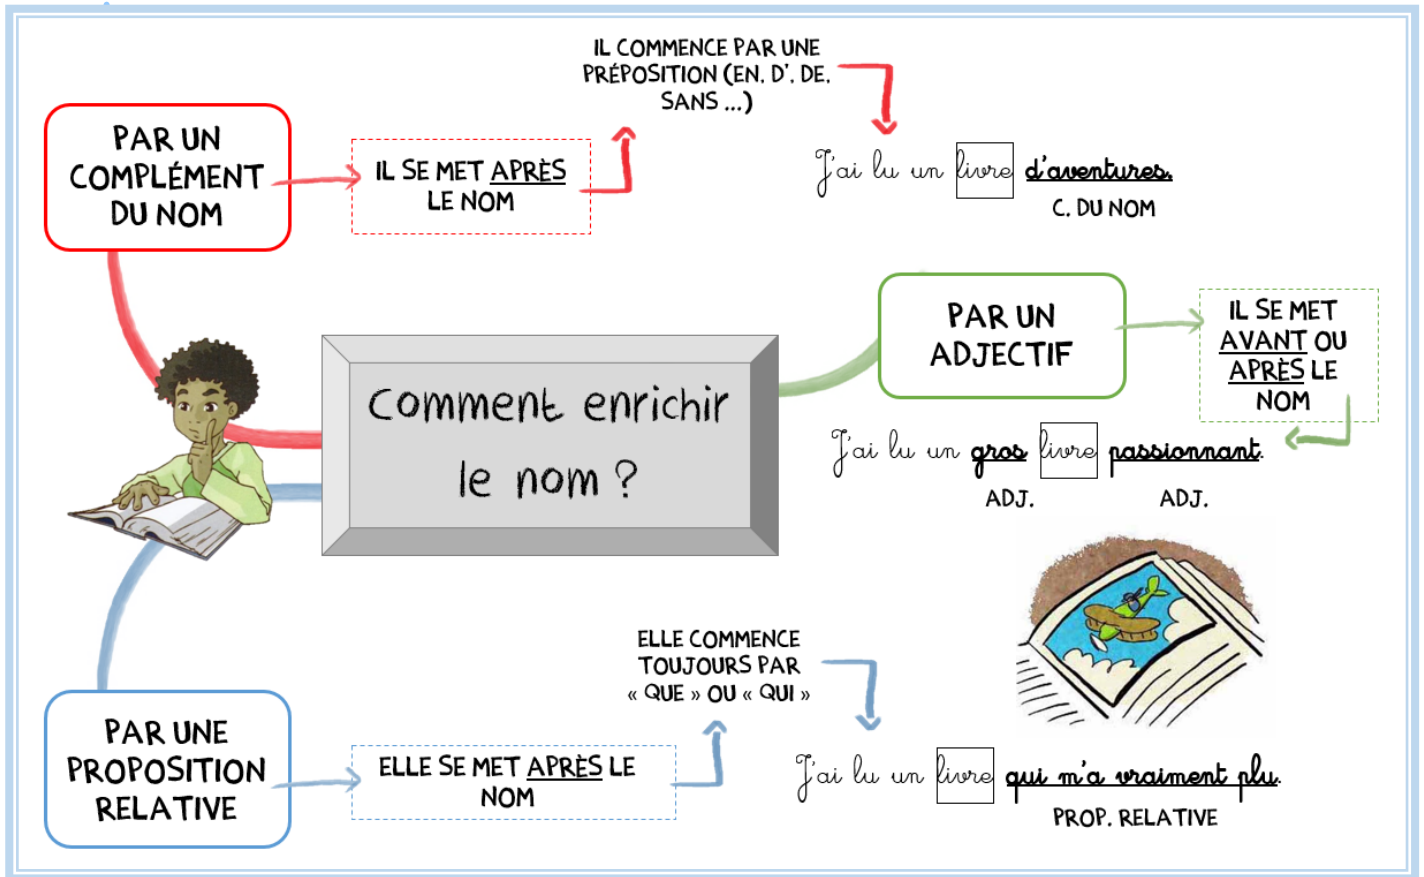 IL COMMENCE PAR UNE
PRÉPOSITION (EN, D', DE,
SANS ...)
PAR UN
COMPLÉMENT
DU NOM
IL SE MET APRÈS
LE NOM
J'ai lu un livre d'aventures.
C. DU NOM
PAR UN
ADJECTIF
IL SE MET
AVANT OU
APRÈS LE
NOM
J'ai lu un gros livre passionnant.
ADJ. ADJ.
Comment enrichir
le nom ?
ELLE COMMENCE
TOUJOURS PAR
« QUE » OU « QUI »
PAR UNE
PROPOSITION
RELATIVE
ELLE SE MET APRÈS LE
NOM
J'ai lu un livre qui m'a vraiment plu.
PROP. RELATIVE